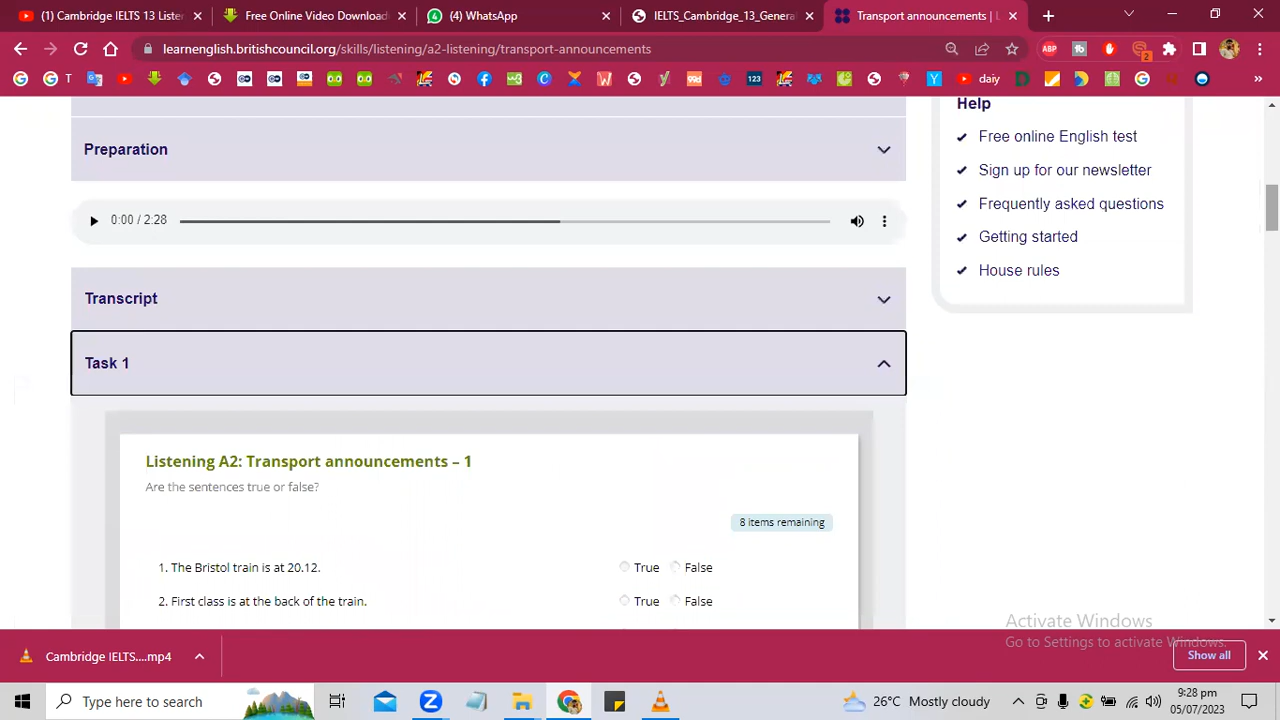 (1) Cambridge IELTS 13 Liste
Free Online Video Download
(4) WhatsApp
IELTS_Cambridge_13_Genera
Transport announcements | L
learnenglish.britishcouncil.org/skills/listening/a2-listening/transport-announcements
daiy
Help
Preparation
Free online English test
Sign up for our newsletter
0:00 / 2:28
Frequently asked questions
Getting started
House rules
Transcript
Task 1
Listening A2: Transport announcements – 1
Are the sentences true or false?
8 items remaining
1. The Bristol train is at 20.12. True False
2. First class is at the back of the train. True False
Activate Windows
Go to Settings to activate Windows.
Cambridge IELTS....mp4
Show all
Type here to search
26°C Mostly cloudy
9:28 pm
05/07/2023